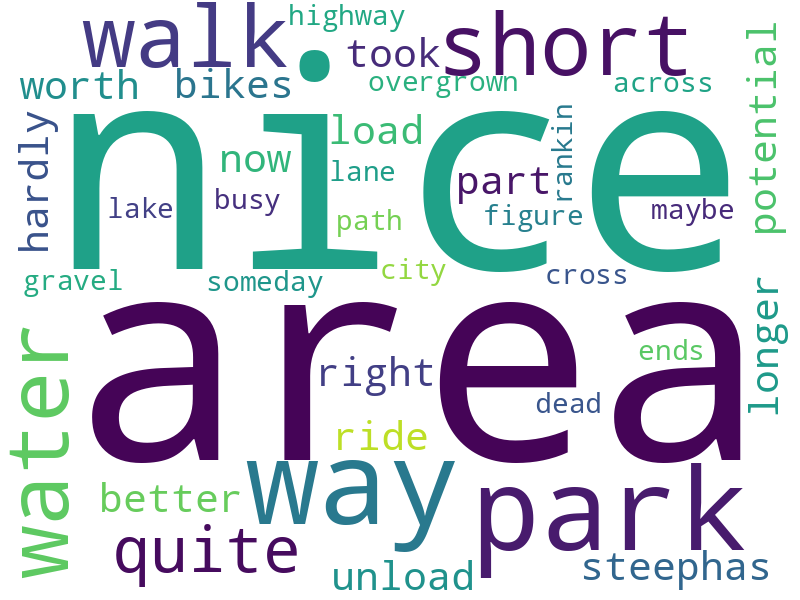 highway
walk
short
took
worth
bikes
overgrown
across
potential
nice
hardly
load
now
lane
rankin
part
lake
busy
path
figure
maybe
gravel
someday
city
cross
area
longer
water
right
ends
dead
ride
way
park
better
quite
unload
steephas